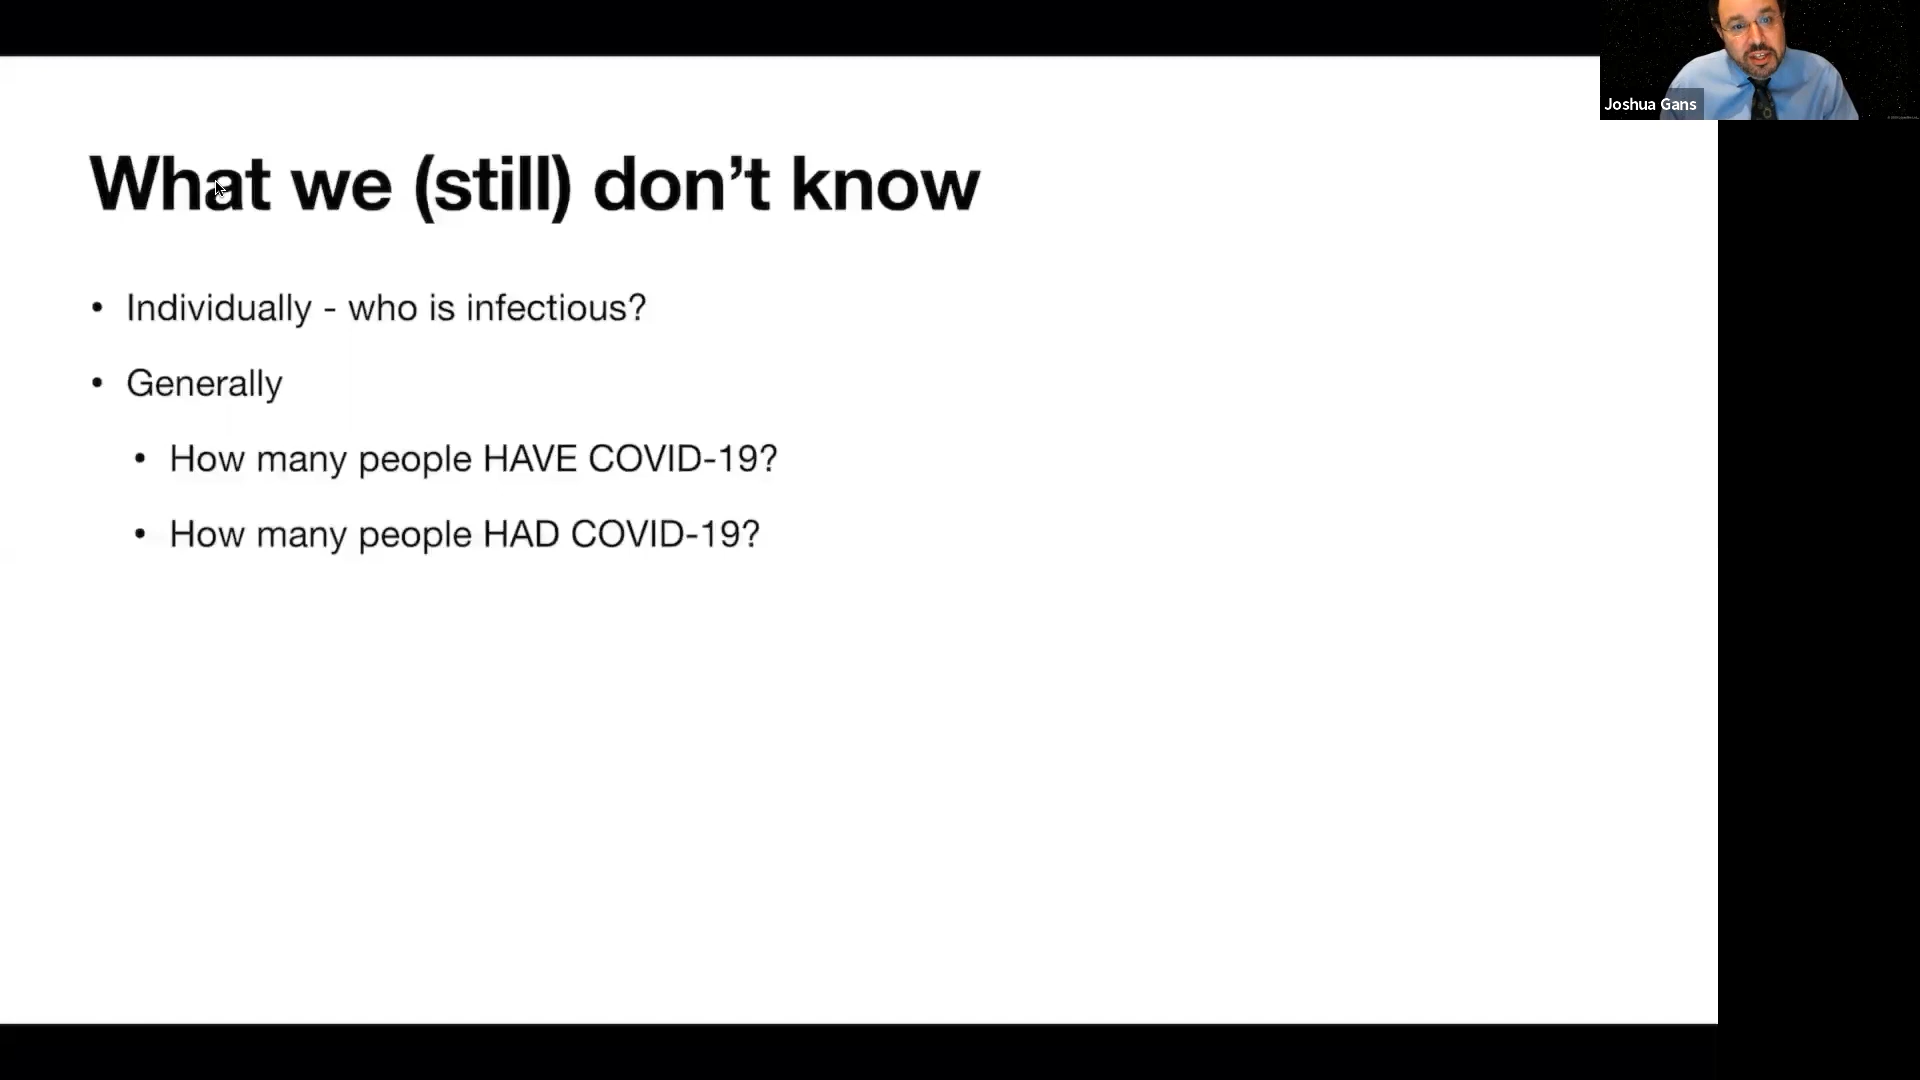 Joshua Gans
What we (still) don’t know
• Individually - who is infectious?
• Generally
• How many people HAVE COVID-19?
• How many people HAD COVID-19?